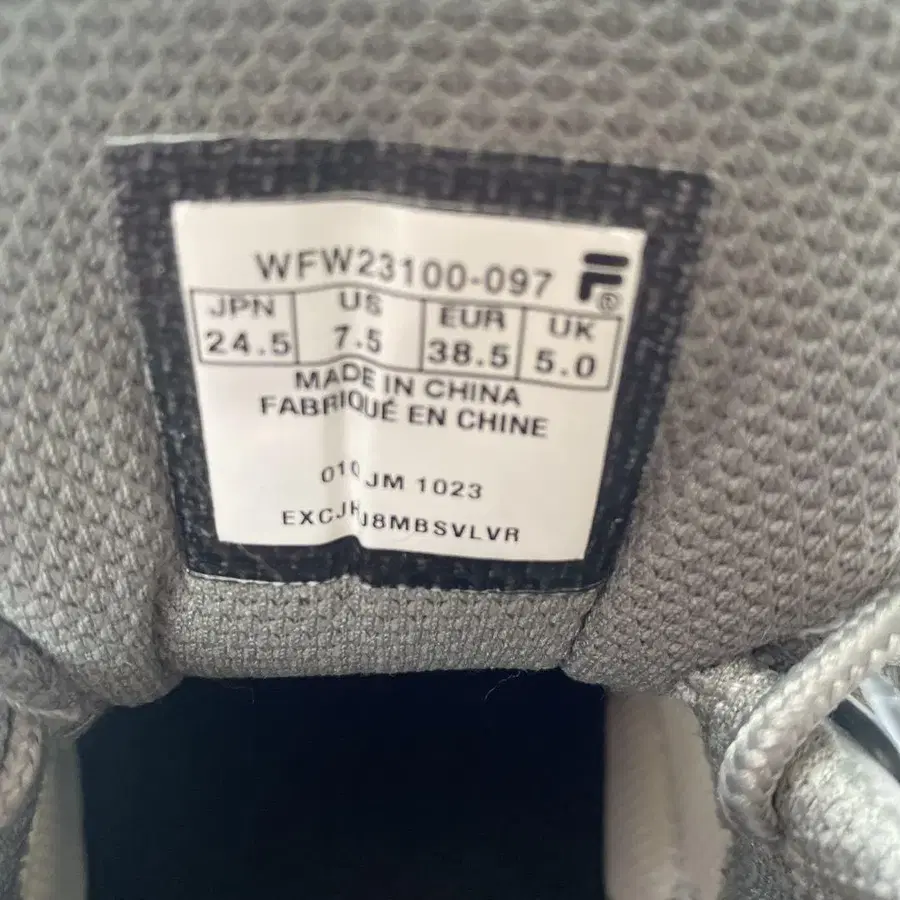 WFW23100-097
JPN US EUR UK
24.5 7.5 38.5 5.0
MADE IN CHINA
FABRIQUÉ EN CHINE
010 JM 1023